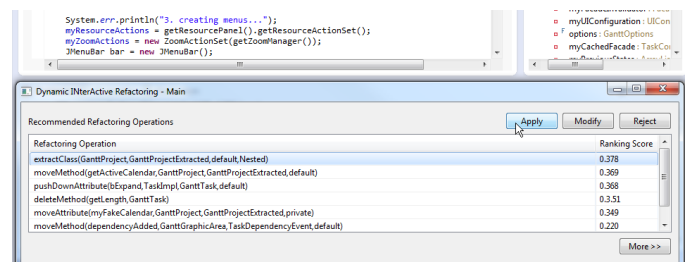 System.err.println("3. creating menus...");
myResourceActions = getResourcePanel().getResourceActionSet();
myZoomActions = new ZoomActionSet(getZoomManager());
JMenuBar bar = new JMenuBar();
myUIConfiguration : UICon
options : GanttOptions
myCachedFacade : TaskCon
Dynamic INterActive Refactoring - Main
Recommended Refactoring Operations
Apply
Modify
Reject
Refactoring Operation
Ranking Score
extractClass(GanttProject,GanttProjectExtracted,default,Nested)
0.378
moveMethod(getActiveCalendar,GanttProject,GanttProjectExtracted,default)
0.369
pushDownAttribute(bExpand,TaskImpl,GanttTask,default)
0.368
deleteMethod(getLength,GanttTask)
0.3.51
moveAttribute(myFakeCalendar,GanttProject,GanttProjectExtracted,private)
0.349
moveMethod(dependencyAdded,GanttGraphicArea,TaskDependencyEvent,default)
0.220
More >>